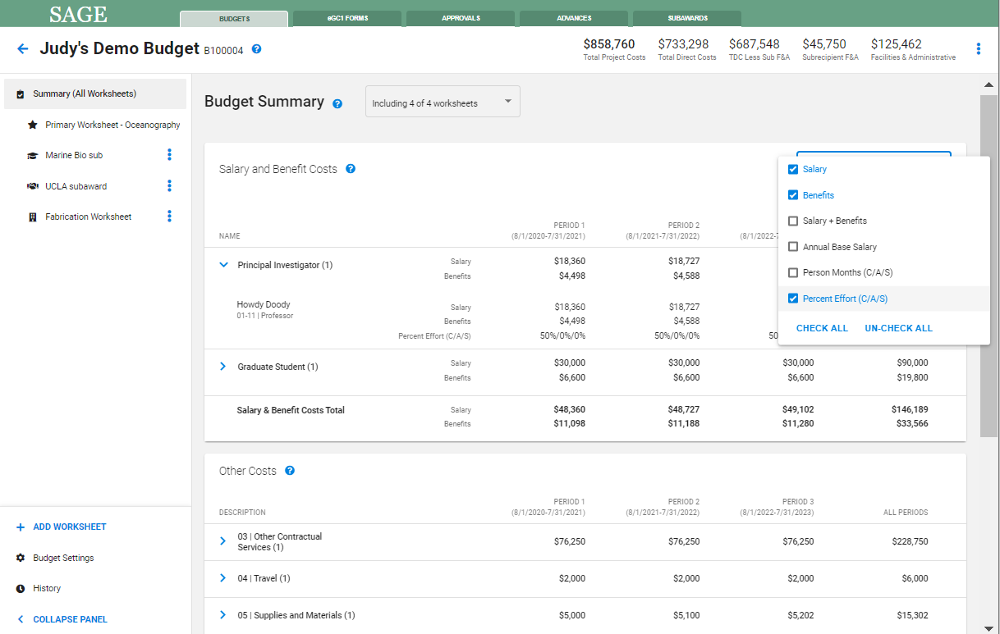 SAGE
BUDGETS
eGC1 FORMS
APPROVALS
ADVANCES
SUBAWARDS
Judy's Demo Budget B100004 ?
$858,760 $733,298 $687,548 $45,750 $125,462
Total Project Costs Total Direct Costs TDC Less Sub F&A Subrecipient F&A Facilities & Administrative
Summary (All Worksheets)
Primary Worksheet - Oceanography
Marine Bio sub
UCLA subaward
Fabrication Worksheet
ADD WORKSHEET
Budget Settings
History
COLLAPSE PANEL
Budget Summary ?
Including 4 of 4 worksheets
Salary and Benefit Costs ?
Salary
Benefits
Salary + Benefits
Annual Base Salary
Person Months (C/A/S)
Percent Effort (C/A/S)
CHECK ALL UN-CHECK ALL
PERIOD 1 PERIOD 2
NAME (8/1/2020-7/31/2021) (8/1/2021-7/31/2022) (8/1/2022-7
Principal Investigator (1) Salary $18,360 $18,727
Benefits $4,498 $4,588
Howdy Doody Salary $18,360 $18,727
01-11 | Professor Benefits $4,498 $4,588
Percent Effort (C/A/S) 50%/0%/0% 50%/0%/0% 50
Graduate Student (1) Salary $30,000 $30,000 $30,000 $90,000
Benefits $6,600 $6,600 $6,600 $19,800
Salary & Benefit Costs Total Salary $48,360 $48,727 $49,102 $146,189
Benefits $11,098 $11,188 $11,280 $33,566
Other Costs ?
PERIOD 1 PERIOD 2 PERIOD 3
DESCRIPTION (8/1/2020-7/31/2021) (8/1/2021-7/31/2022) (8/1/2022-7/31/2023) ALL PERIODS
03 | Other Contractual
Services (1) $76,250 $76,250 $76,250 $228,750
04 | Travel (1) $2,000 $2,000 $2,000 $6,000
05 | Supplies and Materials (1) $5,000 $5,100 $5,202 $15,302